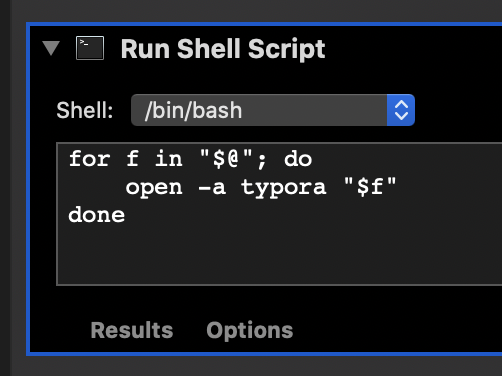 Run Shell Script
Shell: /bin/bash
for f in "$@"; do
    open -a typora "$f"
done
Results Options